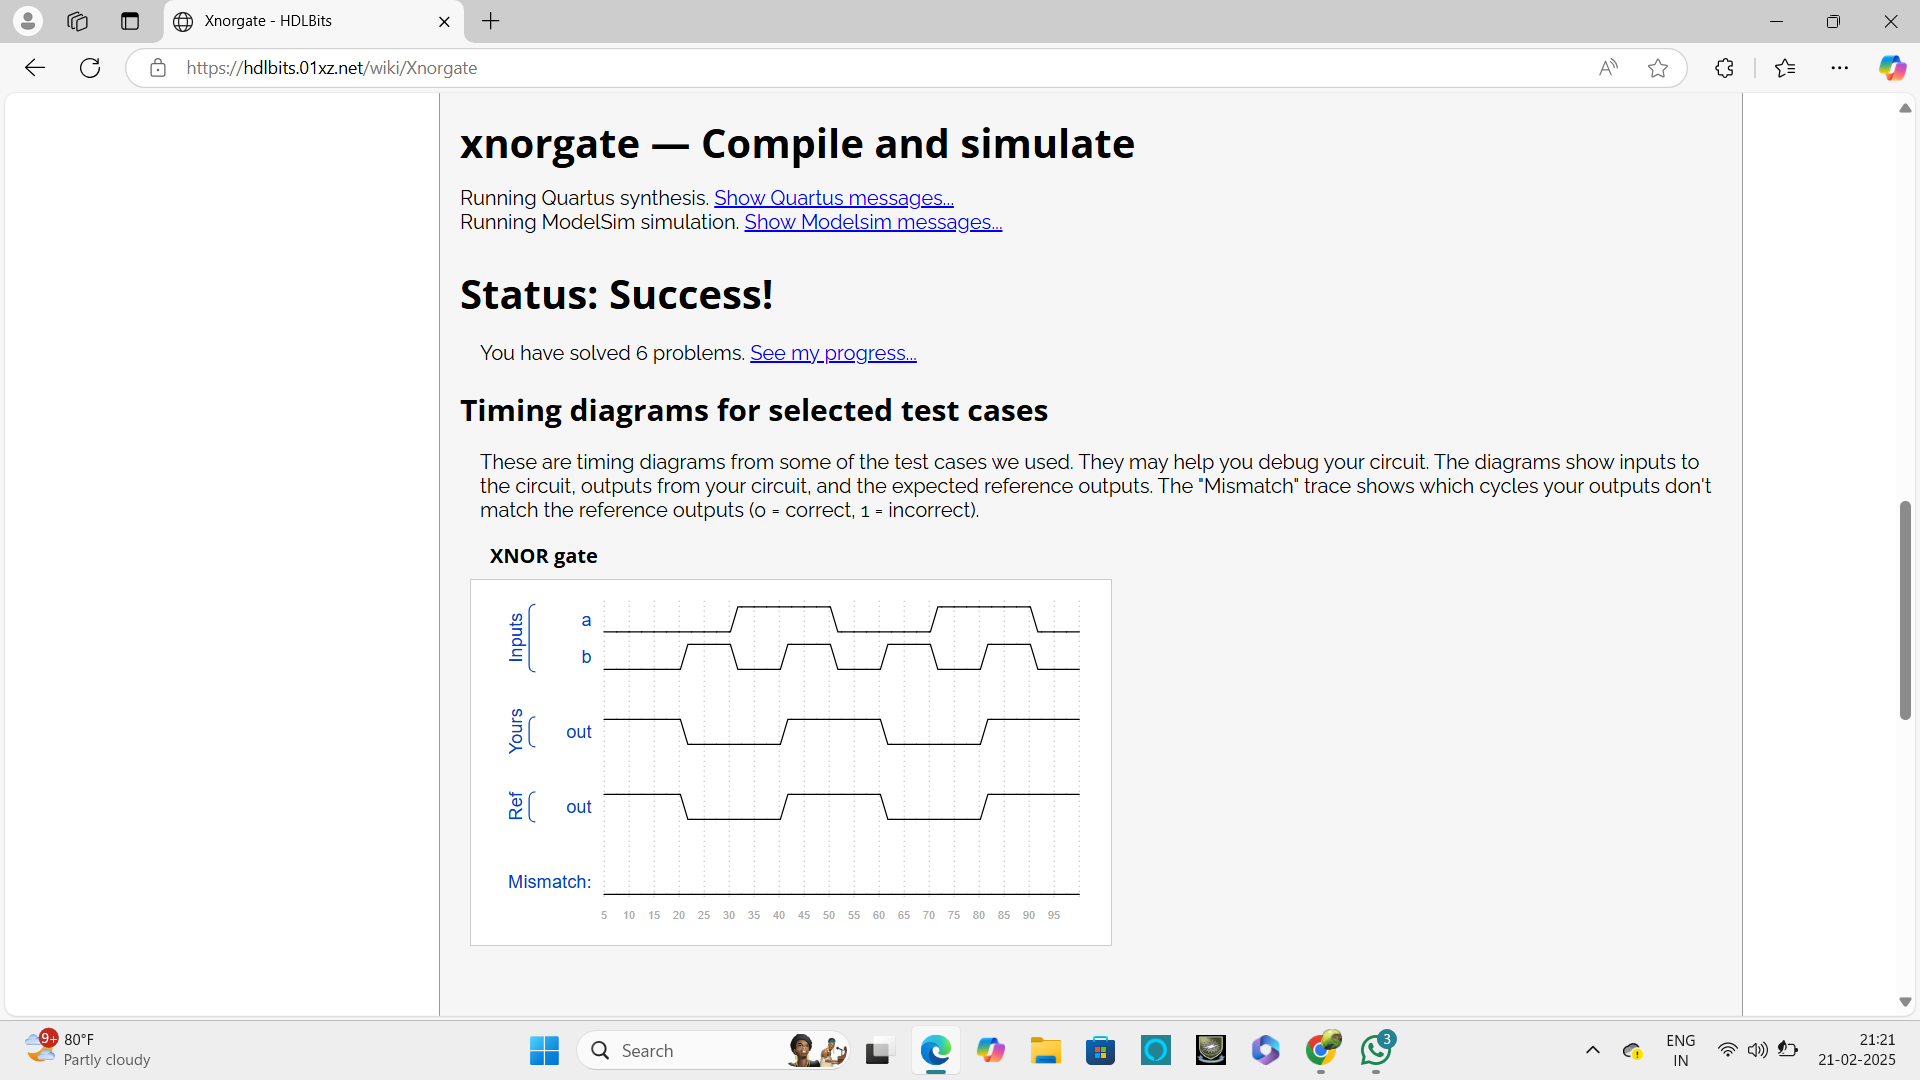 Xnorgate - HDLBits
https://hdlbits.01xz.net/wiki/Xnorgate
xnorgate — Compile and simulate
Running Quartus synthesis. Show Quartus messages...
Running ModelSim simulation. Show Modelsim messages...
Status: Success!
You have solved 6 problems. See my progress...
Timing diagrams for selected test cases
These are timing diagrams from some of the test cases we used. They may help you debug your circuit. The diagrams show inputs to
the circuit, outputs from your circuit, and the expected reference outputs. The "Mismatch" trace shows which cycles your outputs don't
match the reference outputs (0 = correct, 1 = incorrect).
XNOR gate
Inputs
a
b
Yours
out
Ref
out
Mismatch:
5 10 15 20 25 30 35 40 45 50 55 60 65 70 75 80 85 90 95
9+
80°F
Partly cloudy
Search
3
ENG
IN
21:21
21-02-2025